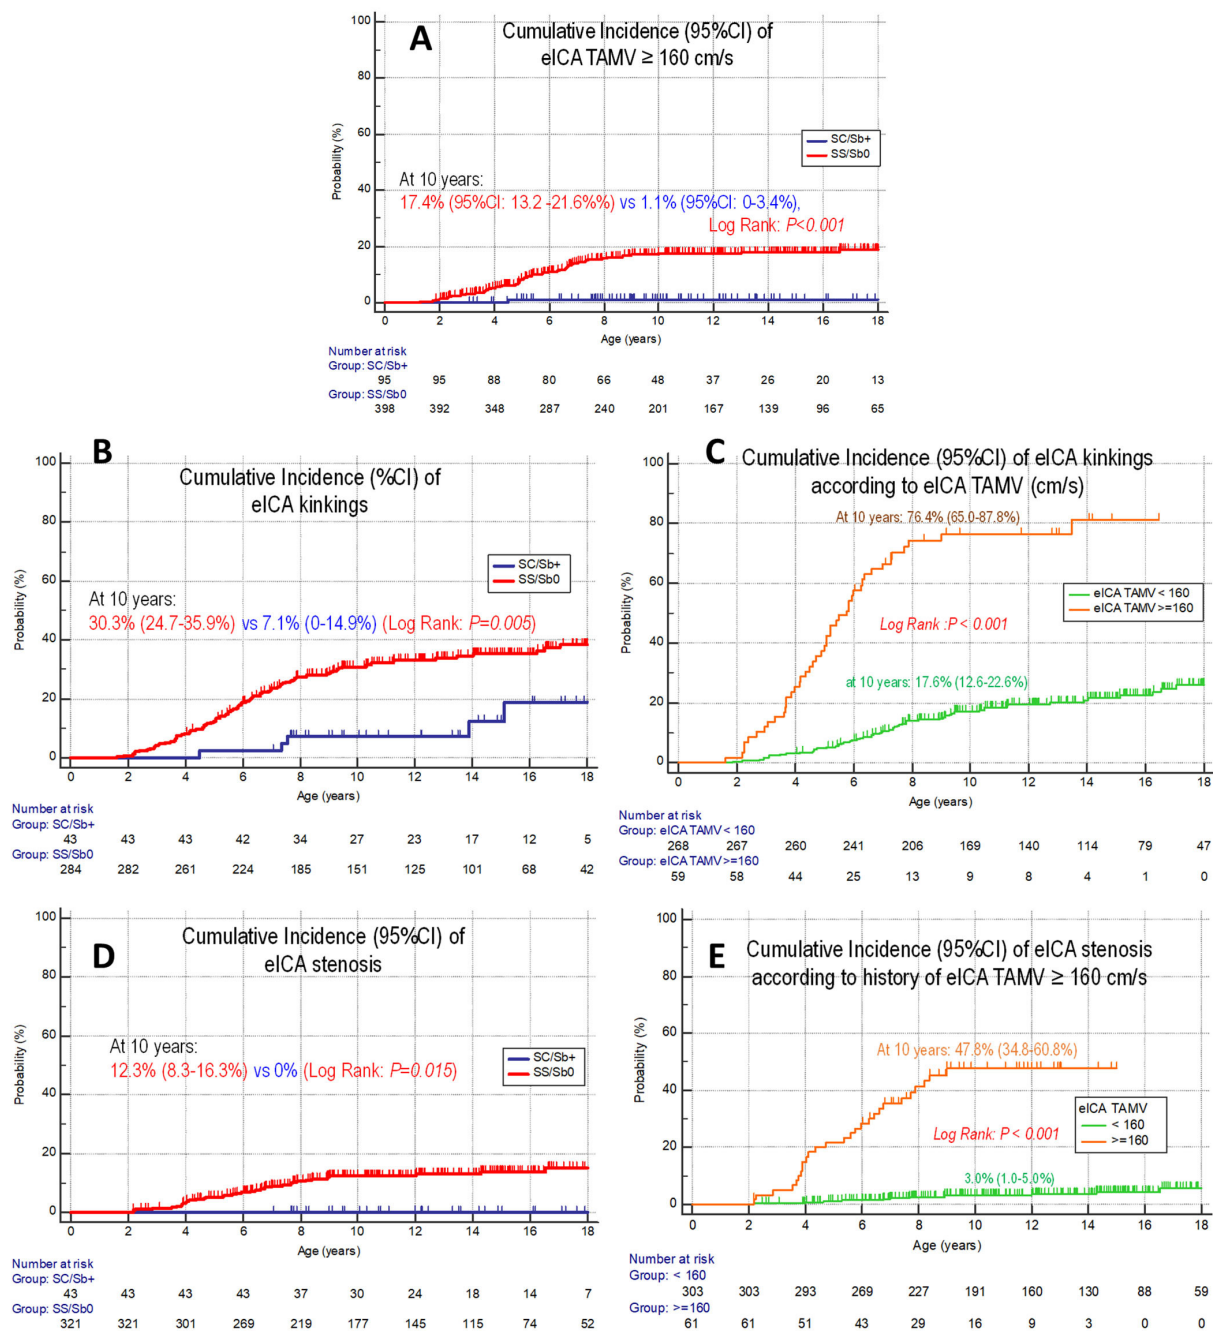 A
Cumulative Incidence (95%CI) of
eICA TAMV ≥ 160 cm/s
Probability (%)
100
80
60
40
20
0
SC/Sb+
SS/Sb0
At 10 years:
17.4% (95%CI: 13.2 -21.6%%) vs 1.1% (95%CI: 0-3.4%),
Log Rank: P<0.001
0 2 4 6 8 10 12 14 16 18
Age (years)
Number at risk
Group: SC/Sb+
95 95 88 80 66 48 37 26 20 13
Group: SS/Sb0
398 392 348 287 240 201 167 139 96 65
B
Cumulative Incidence (%CI) of
eICA kinkings
Probability (%)
100
80
60
40
20
0
SC/Sb+
SS/Sb0
At 10 years:
30.3% (24.7-35.9%) vs 7.1% (0-14.9%) (Log Rank: P=0.005)
0 2 4 6 8 10 12 14 16 18
Age (years)
Number at risk
Group: SC/Sb+
43 43 43 42 34 27 23 17 12 5
Group: SS/Sb0
284 282 261 224 185 151 125 101 68 42
C
Cumulative Incidence (95%CI) of eICA kinkings
according to eICA TAMV (cm/s)
Probability (%)
100
80
60
40
20
0
At 10 years: 76.4% (65.0-87.8%)
eICA TAMV < 160
eICA TAMV >=160
Log Rank :P < 0.001
at 10 years: 17.6% (12.6-22.6%)
0 2 4 6 8 10 12 14 16 18
Age (years)
Number at risk
Group: eICA TAMV < 160
268 267 260 241 206 169 140 114 79 47
Group: eICA TAMV >=160
59 58 44 25 13 9 8 4 1 0
D
Cumulative Incidence (95%CI) of
eICA stenosis
Probability (%)
100
80
60
40
20
0
At 10 years:
12.3% (8.3-16.3%) vs 0% (Log Rank: P=0.015)
SC/Sb+
SS/Sb0
0 2 4 6 8 10 12 14 16 18
Age (years)
Number at risk
Group: SC/Sb+
43 43 43 43 37 30 24 18 14 7
Group: SS/Sb0
321 321 301 269 219 177 145 115 74 52
E
Cumulative Incidence (95%CI) of eICA stenosis
according to history of eICA TAMV ≥ 160 cm/s
Probability (%)
100
80
60
40
20
0
At 10 years: 47.8% (34.8-60.8%)
eICA TAMV
< 160
>=160
Log Rank: P < 0.001
3.0% (1.0-5.0%)
0 2 4 6 8 10 12 14 16 18
Age (years)
Number at risk
Group: < 160
303 303 293 269 227 191 160 130 88 59
Group: >=160
61 61 51 43 29 16 9 3 0 0